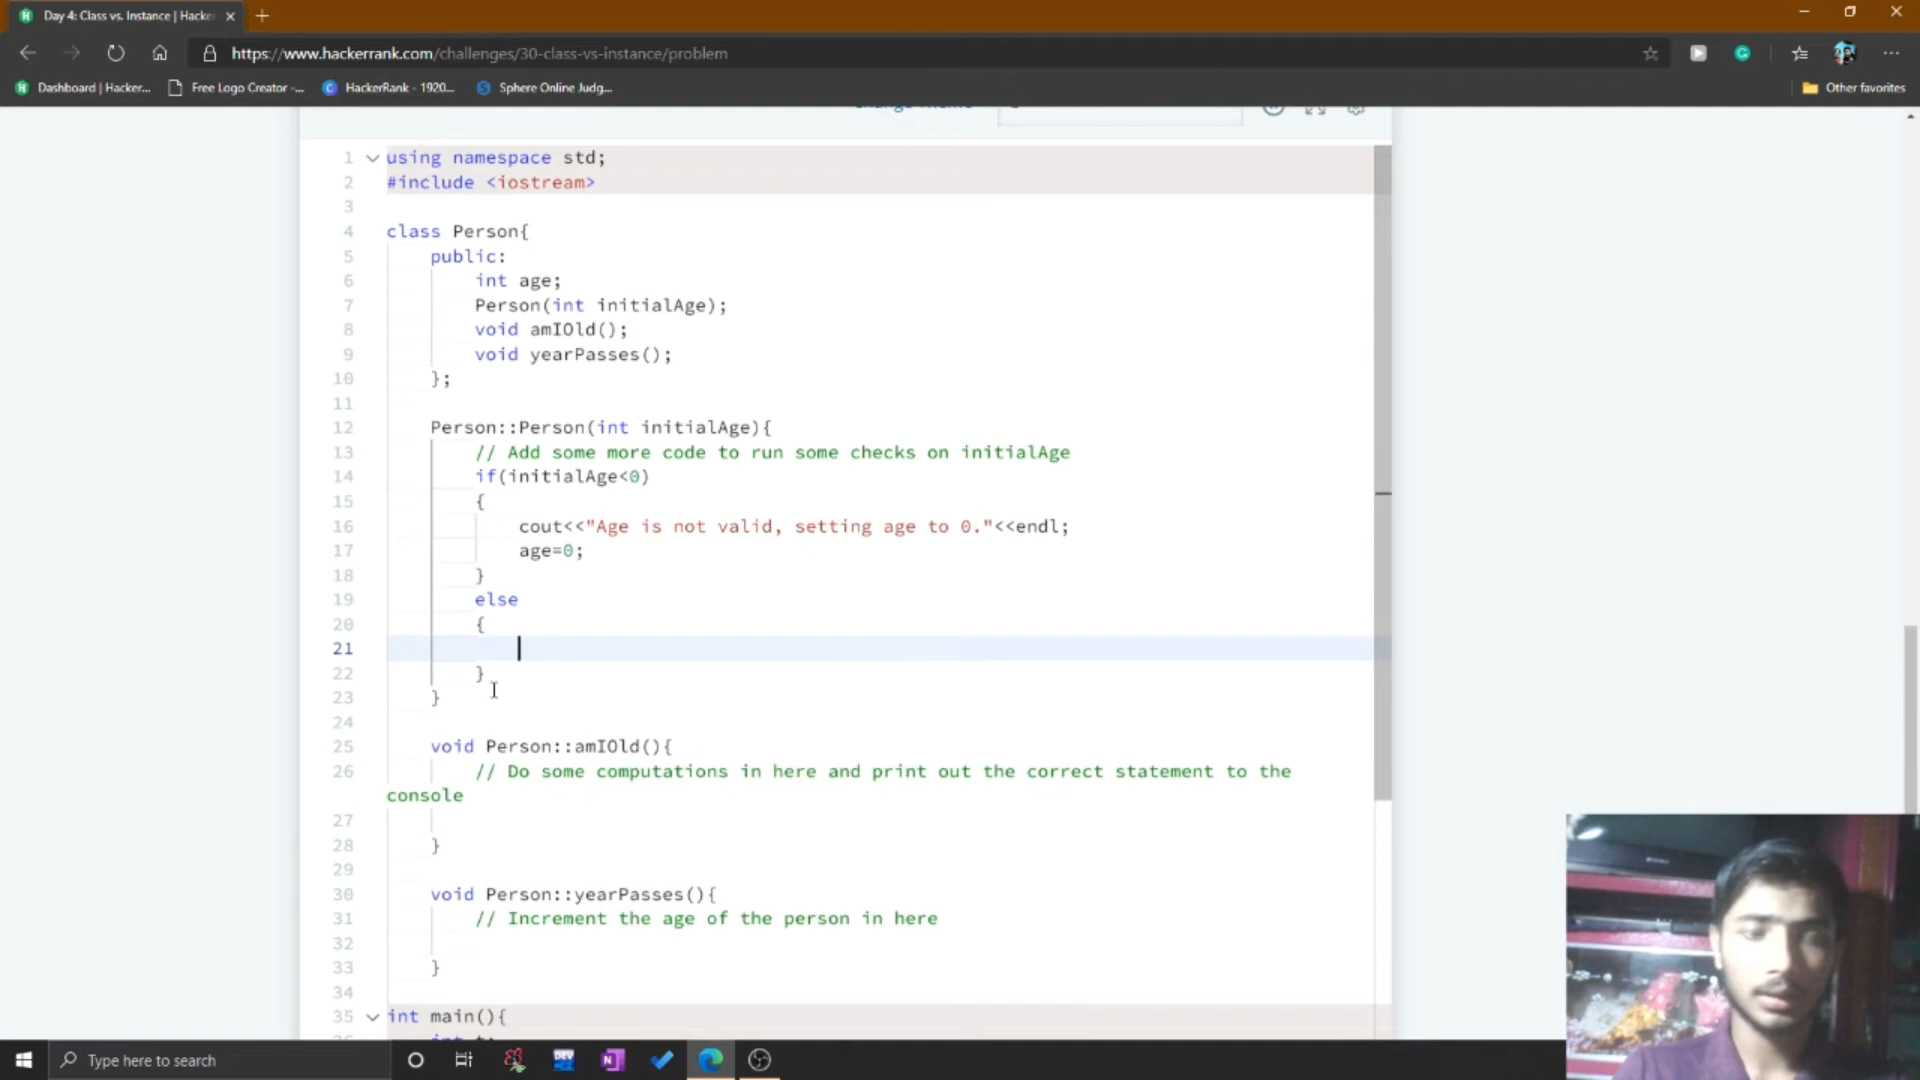 Day 4: Class vs. Instance | Hacker
https://www.hackerrank.com/challenges/30-class-vs-instance/problem
Dashboard | Hacker...
Free Logo Creator -...
HackerRank - 1920...
Sphere Online Judg...
Other favorites
1 using namespace std;
2 #include <iostream>
3
4 class Person{
5 public:
6 int age;
7 Person(int initialAge);
8 void amIOld();
9 void yearPasses();
10 };
11
12 Person::Person(int initialAge){
13 // Add some more code to run some checks on initialAge
14 if(initialAge<0)
15 {
16 cout<<"Age is not valid, setting age to 0."<<endl;
17 age=0;
18 }
19 else
20 {
21
22 }
23 }
24
25 void Person::amIOld(){
26 // Do some computations in here and print out the correct statement to the
console
27
28 }
29
30 void Person::yearPasses(){
31 // Increment the age of the person in here
32
33 }
34
35 int main(){
Type here to search
DEV
N